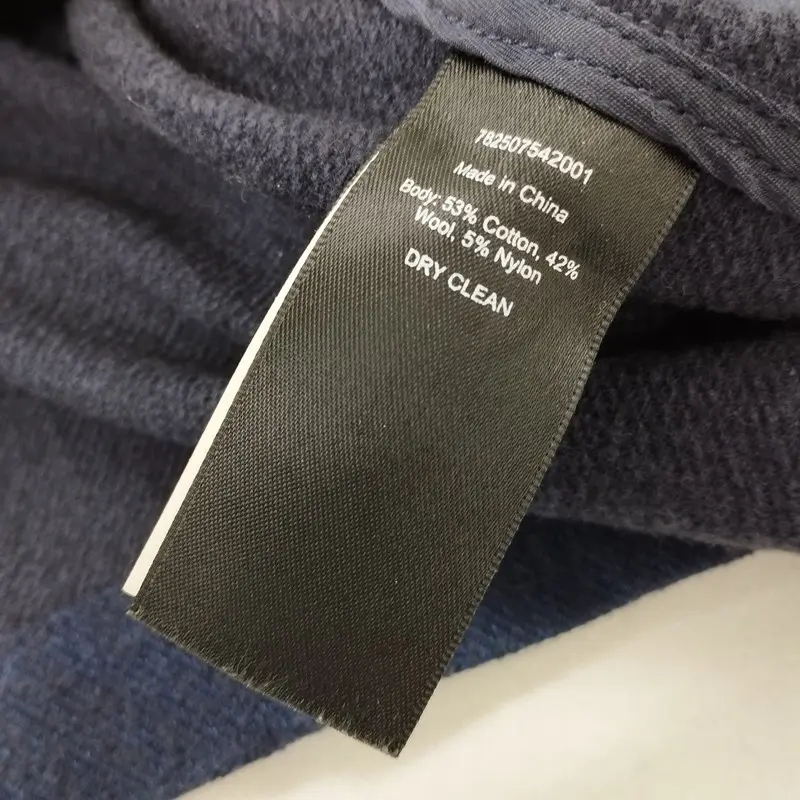 782507542001
Made in China
Body: 53% Cotton, 42%
Wool, 5% Nylon
DRY CLEAN